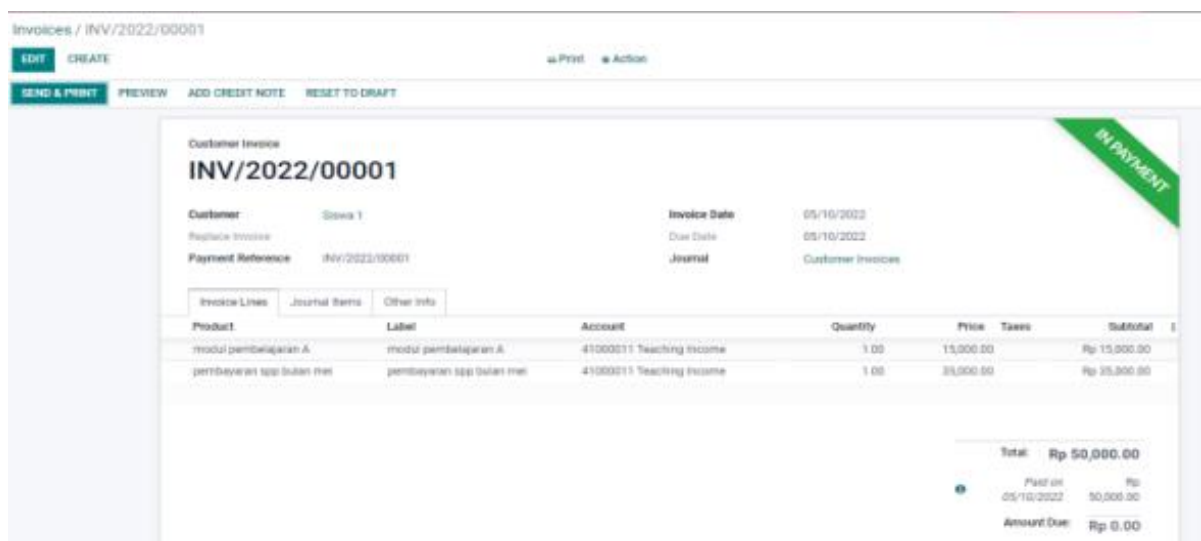 Invoices / INV/2022/00001
EDIT CREATE Print Action
SEND & PRINT PREVIEW ADD CREDIT NOTE RESET TO DRAFT
IN PAYMENT
Customer Invoice
INV/2022/00001
Customer Siswa 1 Invoice Date 05/10/2022
Replace Invoice Due Date 05/10/2022
Payment Reference INV/2022/00001 Journal Customer Invoices
Invoice Lines Journal Items Other Info
Product Label Account Quantity Price Taxes Subtotal
modul pembelajaran A modul pembelajaran A 41000011 Teaching Income 1.00 15,000.00 Rp 15,000.00
pembayaran spp bulan mei pembayaran spp bulan mei 41000011 Teaching Income 1.00 35,000.00 Rp 35,000.00
Total: Rp 50,000.00
Paid on Rp
05/10/2022 50,000.00
Amount Due: Rp 0.00